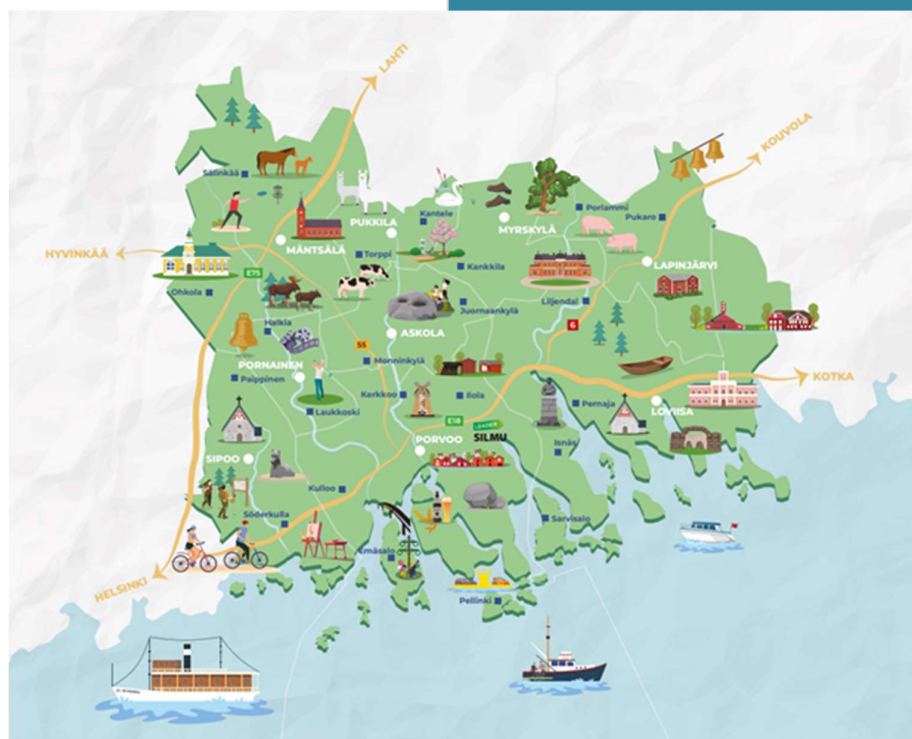 LAHTI
KOUVOLA
Sälinkää
PUKKILA
Kantele
MYRSKYLÄ
Porlammi
Pukaro
HYVINKÄÄ
MÄNTSÄLÄ
Torppi
Kankkila
LAPINJÄRVI
E75
Ohkola
Liljendal
Juornaankylä
Halkia
6
ASKOLA
55
Monninkylä
PORNAINEN
Paippinen
KOTKA
Kerkkoo
Ilola
Pernaja
LOVIISA
Laukkoski
E18
LEADER
SILMU
PORVOO
Isnäs
SIPOO
Kulloo
Söderkulla
Sarvisalo
Emäsalo
HELSINKI
Pellinki